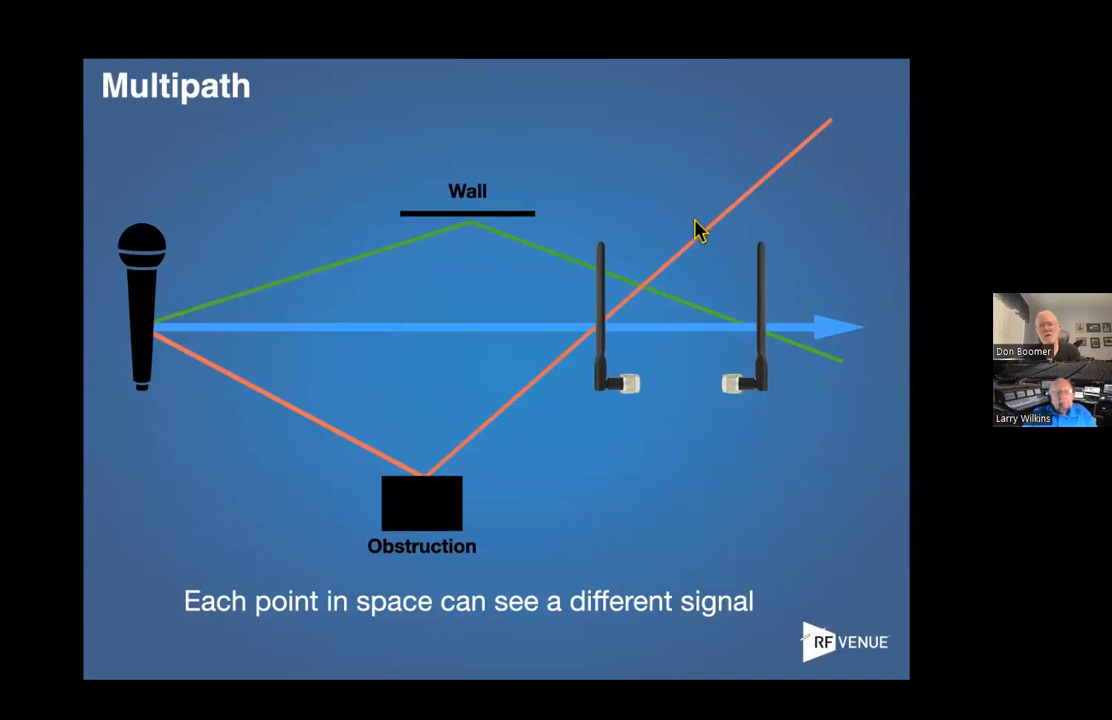 Multipath
Wall
Obstruction
Each point in space can see a different signal
RF VENUE
Don Boomer
Larry Wilkins